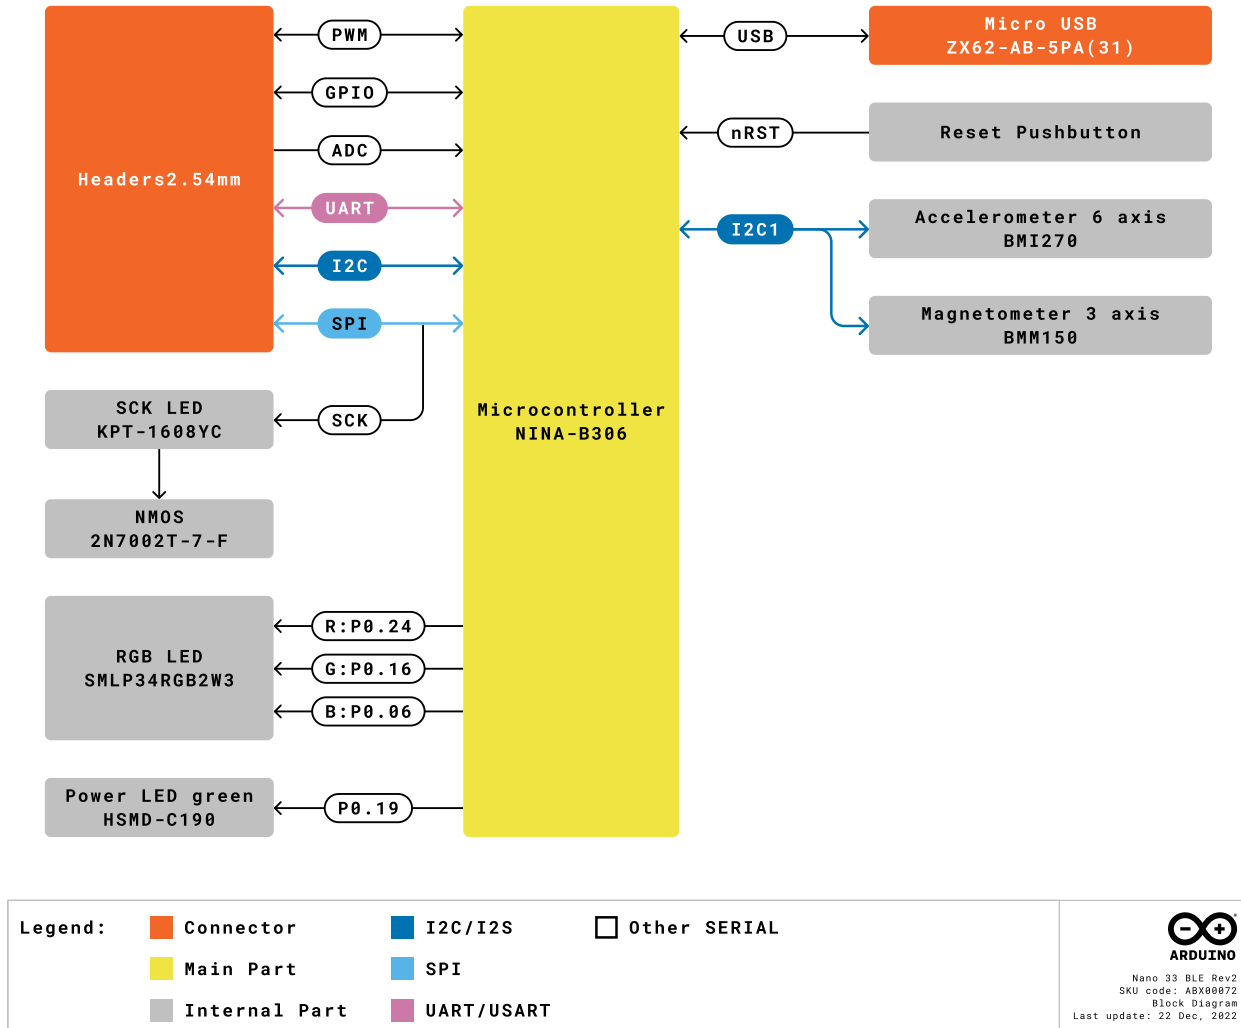 Headers2.54mm
PWM
GPIO
ADC
UART
I2C
SPI
SCK
SCK LED
KPT-1608YC
NMOS
2N7002T-7-F
RGB LED
SMLP34RGB2W3
R:P0.24
G:P0.16
B:P0.06
Power LED green
HSMD-C190
P0.19
Microcontroller
NINA-B306
USB
Micro USB
ZX62-AB-5PA(31)
nRST
Reset Pushbutton
I2C1
Accelerometer 6 axis
BMI270
Magnetometer 3 axis
BMM150
Legend:
Connector
Main Part
Internal Part
I2C/I2S
SPI
UART/USART
Other SERIAL
ARDUINO
Nano 33 BLE Rev2
SKU code: ABX00072
Block Diagram
Last update: 22 Dec, 2022